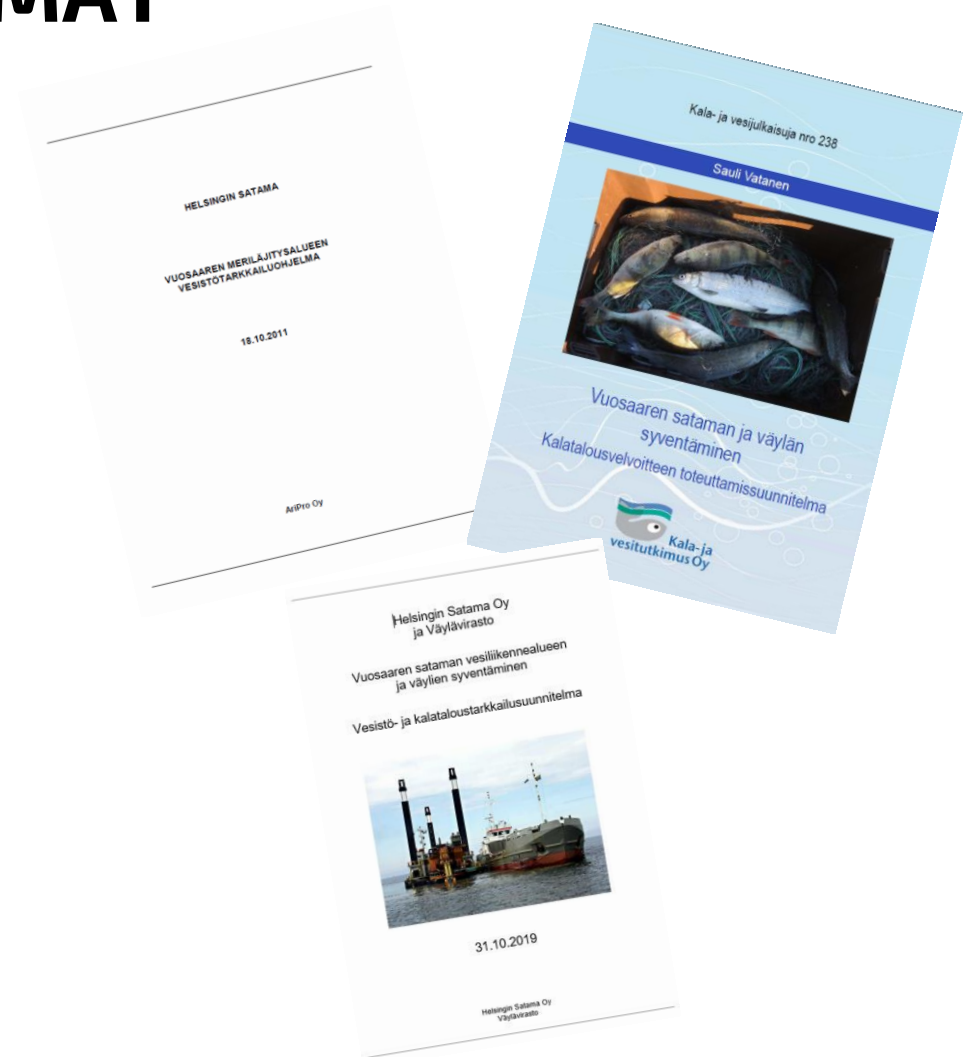 HELSINGIN SATAMA
VUOSAAREN MERILÄJITYSALUEEN
VESISTÖTARKKAILUOHJELMA
18.10.2011
AriPro Oy
Kala- ja vesijulkaisuja nro 238
Sauli Vatanen
Vuosaaren sataman ja väylän
syventäminen
Kalatalousvelvoitteen toteuttamissuunnitelma
Kala- ja
vesitutkimus Oy
Helsingin Satama Oy
ja Väylävirasto
Vuosaaren sataman vesiliikennealueen
ja väylien syventäminen
Vesistö- ja kalataloustarkkailusuunnitelma
31.10.2019
Helsingin Satama Oy
Väylävirasto